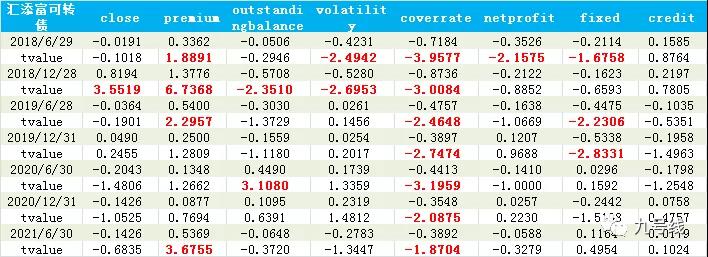 汇添富可转债 close premium outstandingbalance volatility coverrate netprofit fixed credit
2018/6/29 -0.0191 0.3362 -0.0506 -0.4231 -0.7184 -0.3526 -0.2114 0.1585
tvalue -0.1018 1.8891 -0.2946 -2.4942 -3.9577 -2.1575 -1.6758 0.8764
2018/12/28 0.8194 1.3776 -0.5708 -0.5280 -0.8736 -0.2122 -0.1623 0.2197
tvalue 3.5519 6.7368 -2.3510 -2.6953 -3.0084 -0.8852 -0.6593 0.7805
2019/6/28 -0.0364 0.5400 -0.3030 0.0261 -0.4757 -0.1638 -0.4475 -0.1035
tvalue -0.1901 2.2957 -1.3729 0.1456 -2.4648 -1.0669 -2.2306 -0.5351
2019/12/31 0.0490 0.2500 -0.1559 0.0254 -0.3897 0.1207 -0.5338 -0.1958
tvalue 0.2455 1.2809 -1.1180 0.2017 -2.7474 0.9688 -2.8331 -1.4963
2020/6/30 -0.2043 0.1348 0.4490 0.1739 -0.4413 -0.1410 0.0296 -0.1798
tvalue -1.4806 1.2662 3.1080 1.3359 -3.1959 -1.0000 0.1592 -1.2548
2020/12/31 -0.1426 0.0877 0.1095 0.2319 -0.3548 0.0257 -0.2442 0.0758
tvalue -1.0525 0.7694 0.6391 1.4812 -2.0875 0.2230 0.4757
2021/6/30 -0.1426 0.5369 -0.0648 -0.2783 -0.3892 -0.0588 0.1164 0.0179
tvalue -0.6835 3.6755 -0.3720 -1.3447 -1.8704 -0.3279 0.4954 0.1024
九号线